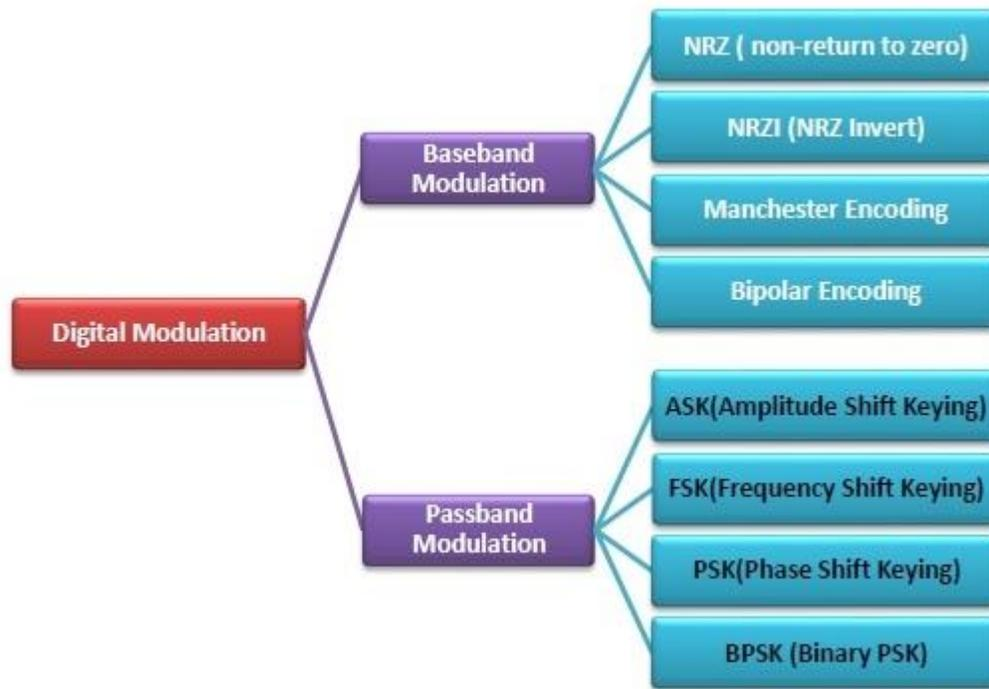 NRZ ( non-return to zero)
NRZI (NRZ Invert)
Baseband
Modulation
Manchester Encoding
Bipolar Encoding
Digital Modulation
ASK(Amplitude Shift Keying)
FSK(Frequency Shift Keying)
Passband
Modulation
PSK(Phase Shift Keying)
BPSK (Binary PSK)